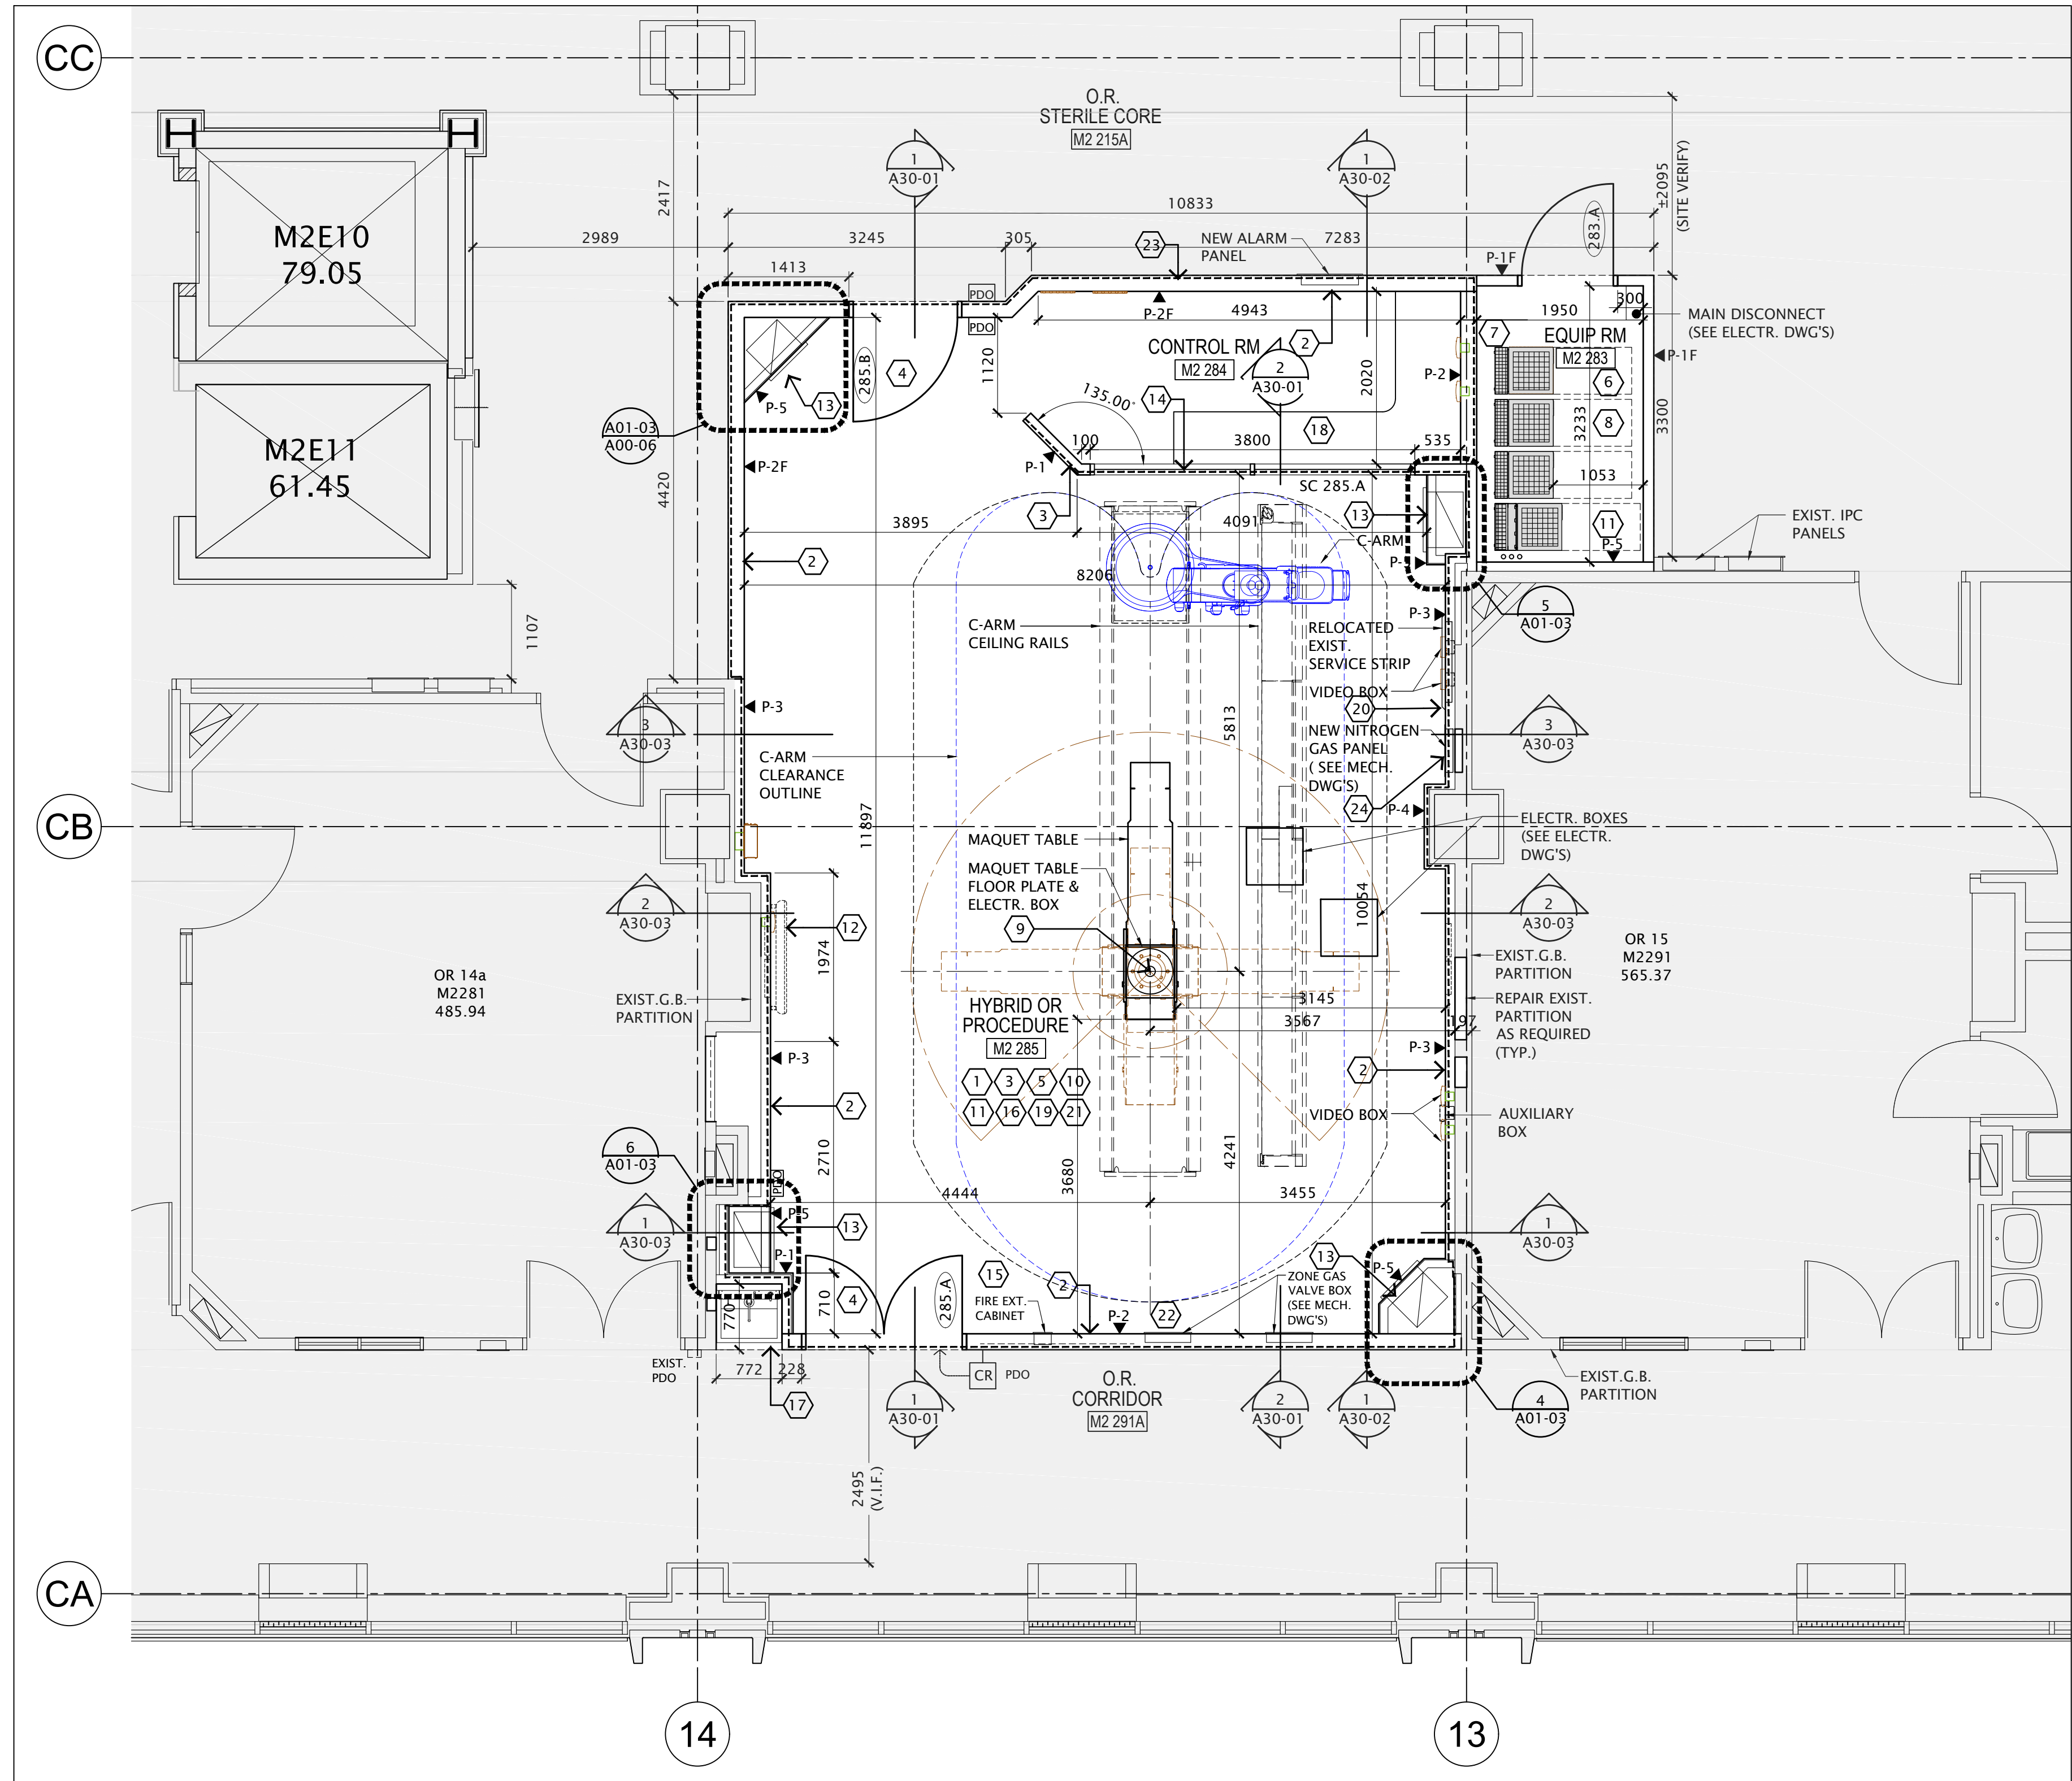 CC
O.R.
STERILE CORE
M2 215A
1
A30-01
1
A30-02
±2095
(SITE VERIFY)
2417
10833
283.A
M2E10
79.05
2989
3245
305
23
NEW ALARM
PANEL
7283
P-1F
1413
PDO
PDO
P-2F
4943
300
1950
MAIN DISCONNECT
(SEE ELECTR. DWG'S)
7
EQUIP RM
M2 283
P-1F
CONTROL RM
M2 284
2
2
A30-01
1120
285.B
4
2020
P-2
6
135.00°
14
P-5
13
A01-03
A00-06
M2E11
61.45
8
3233
3300
18
100
3800
535
P-1
P-2F
4420
1053
SC 285.A
3
3895
4091
13
11
P-5
EXIST. IPC
PANELS
C-ARM
2
8206
P-
1107
C-ARM
CEILING RAILS
RELOCATED
EXIST.
SERVICE STRIP
P-3
5
A01-03
VIDEO BOX
20
P-3
3
A30-03
5813
NEW NITROGEN
GAS PANEL
( SEE MECH.
DWG'S)
3
A30-03
C-ARM
CLEARANCE
OUTLINE
24
P-4
CB
11897
ELECTR. BOXES
(SEE ELECTR.
DWG'S)
MAQUET TABLE
MAQUET TABLE
FLOOR PLATE &
ELECTR. BOX
2
A30-03
12
9
10054
2
A30-03
1974
OR 14a
M2281
485.94
EXIST.G.B.
PARTITION
OR 15
M2291
565.37
EXIST.G.B.
PARTITION
HYBRID OR
PROCEDURE
M2 285
3145
3567
197
REPAIR EXIST.
PARTITION
AS REQUIRED
(TYP.)
P-3
P-3
1
3
5
10
11
16
19
21
2
2
VIDEO BOX
AUXILIARY
BOX
6
A01-03
2710
PDO
3680
4241
4444
3455
1
A30-03
P-5
13
P-1
1
A30-03
13
P-5
770
710
4
285.A
15
FIRE EXT.
CABINET
2
P-2
22
ZONE GAS
VALVE BOX
(SEE MECH.
DWG'S)
EXIST.
PDO
772
228
17
CR
PDO
1
A30-01
O.R.
CORRIDOR
M2 291A
2
A30-01
1
A30-02
4
A01-03
EXIST.G.B.
PARTITION
2495
(V.I.F.)
CA
14
13